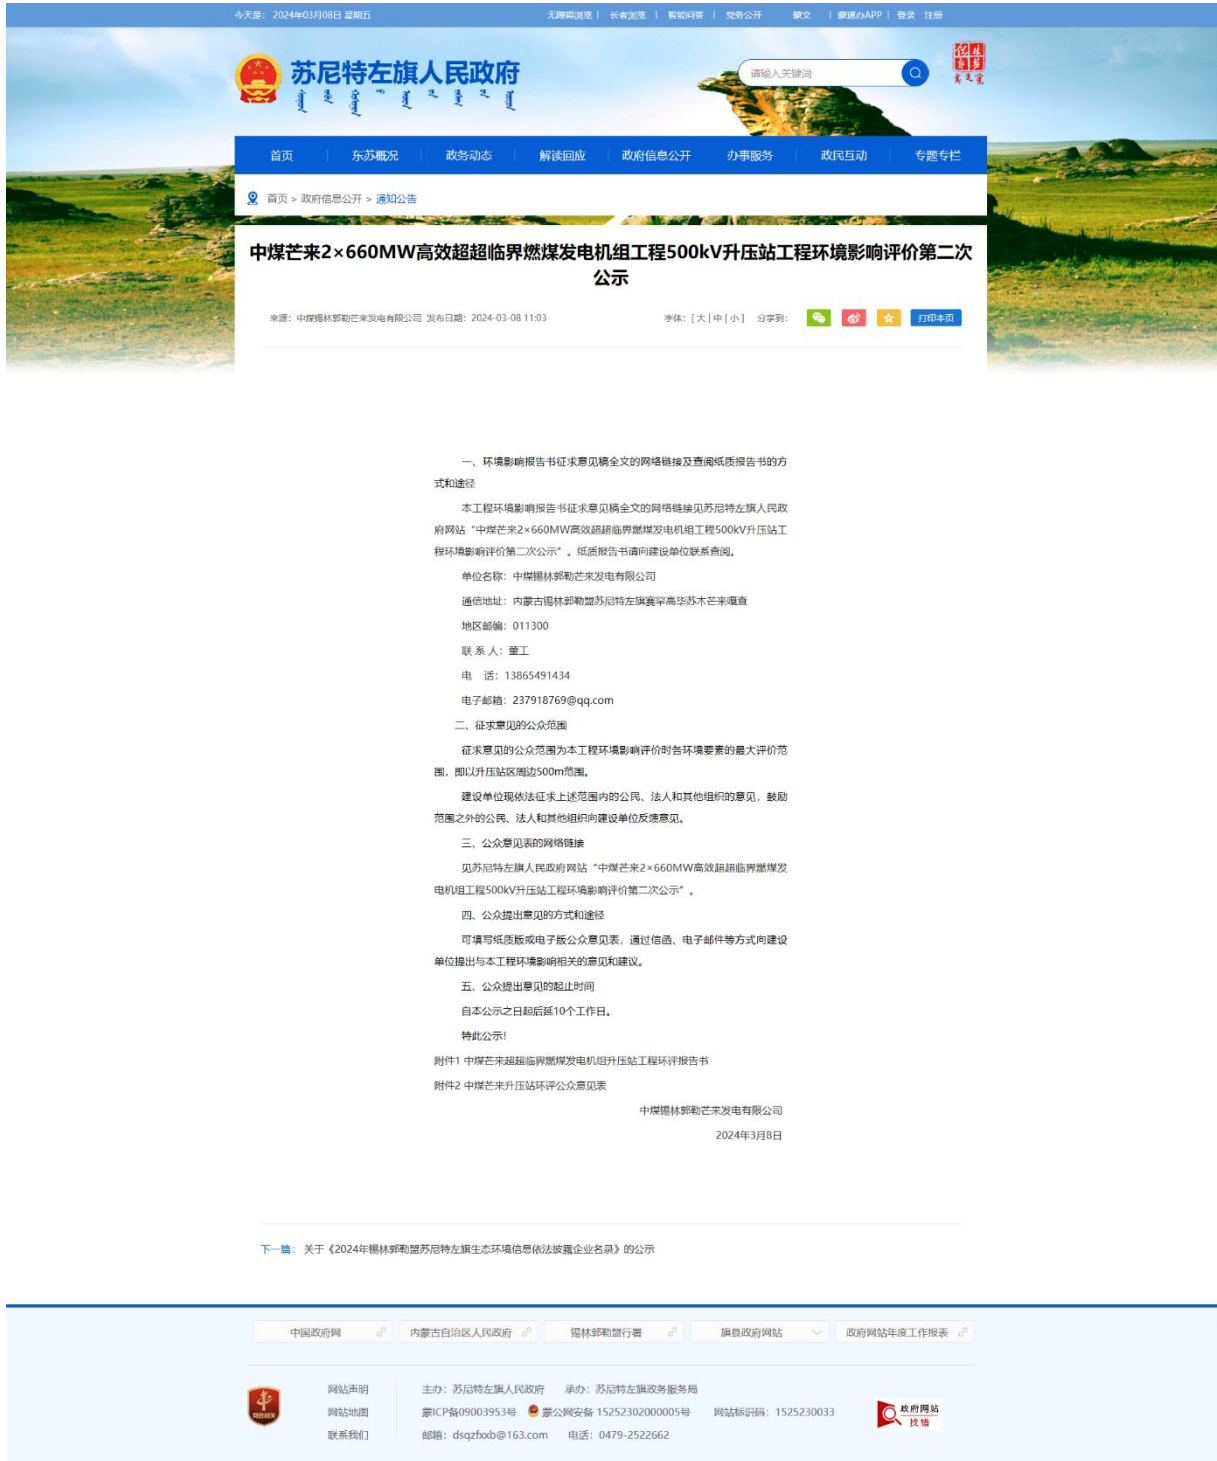 今天是：2024年03月08日 星期五
无障碍浏览 | 长者浏览 | 智能问答 | 党务公开 蒙文 | 蒙速办APP | 登录 注册
苏尼特左旗人民政府
请输入关键词
首页 东苏概况 政务动态 解读回应 政府信息公开 办事服务 政民互动 专题专栏
首页 > 政府信息公开 > 通知公告
中煤芒来2×660MW高效超超临界燃煤发电机组工程500kV升压站工程环境影响评价第二次
公示
来源：中煤锡林郭勒芒来发电有限公司 发布日期：2024-03-08 11:03
字体：[ 大 | 中 | 小 ] 分享到： 打印本页
一、环境影响报告书征求意见稿全文的网络链接及查阅纸质报告书的方
式和途径
本工程环境影响报告书征求意见稿全文的网络链接见苏尼特左旗人民政
府网站“中煤芒来2×660MW高效超超临界燃煤发电机组工程500kV升压站工
程环境影响评价第二次公示”。纸质报告书请向建设单位联系查阅。
单位名称：中煤锡林郭勒芒来发电有限公司
通信地址：内蒙古锡林郭勒盟苏尼特左旗赛罕高毕苏木芒来嘎查
地区邮编：011300
联 系 人：董工
电 话：13865491434
电子邮箱：237918769@qq.com
二、征求意见的公众范围
征求意见的公众范围为本工程环境影响评价时各环境要素的最大评价范
围，即以升压站区周边500m范围。
建设单位现依法征求上述范围内的公民、法人和其他组织的意见，鼓励
范围之外的公民、法人和其他组织向建设单位反馈意见。
三、公众意见表的网络链接
见苏尼特左旗人民政府网站“中煤芒来2×660MW高效超超临界燃煤发
电机组工程500kV升压站工程环境影响评价第二次公示”。
四、公众提出意见的方式和途径
可填写纸质版或电子版公众意见表，通过信函、电子邮件等方式向建设
单位提出与本工程环境影响相关的意见和建议。
五、公众提出意见的起止时间
自本公示之日起后延10个工作日。
特此公示!
附件1 中煤芒来超超临界燃煤发电机组升压站工程环评报告书
附件2 中煤芒来升压站环评公众意见表
中煤锡林郭勒芒来发电有限公司
2024年3月8日
下一篇：关于《2024年锡林郭勒盟苏尼特左旗生态环境信息依法披露企业名录》的公示
中国政府网 内蒙古自治区人民政府 锡林郭勒盟行署 旗县政府网站 政府网站年度工作报表
网站声明 主办：苏尼特左旗人民政府 承办：苏尼特左旗政务服务局
网站地图 蒙ICP备09003953号 蒙公网安备 15252302000005号 网站标识码：1525230033
联系我们 邮箱：dsqzfxxb@163.com 电话：0479-2522662
党政机关
政府网站
找错